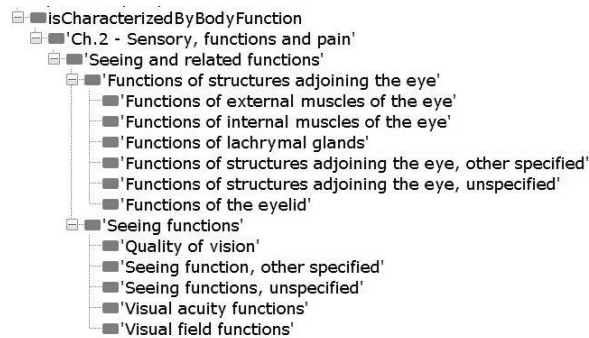 isCharacterizedByBodyFunction
'Ch.2 - Sensory, functions and pain'
'Seeing and related functions'
'Functions of structures adjoining the eye'
'Functions of external muscles of the eye'
'Functions of internal muscles of the eye'
'Functions of lachrymal glands'
'Functions of structures adjoining the eye, other specified'
'Functions of structures adjoining the eye, unspecified'
'Functions of the eyelid'
'Seeing functions'
'Quality of vision'
'Seeing function, other specified'
'Seeing functions, unspecified'
'Visual acuity functions'
'Visual field functions'